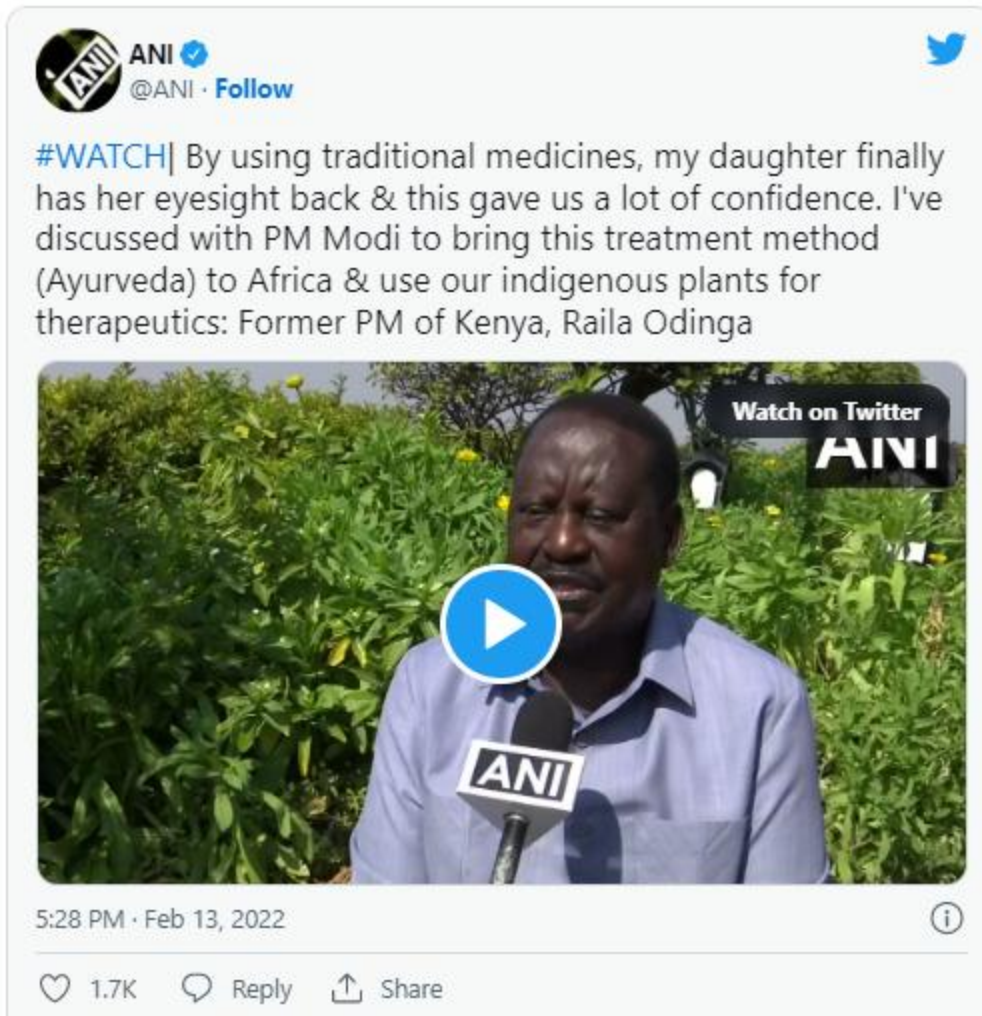 ANI
ANI
@ANI · Follow
#WATCH| By using traditional medicines, my daughter finally
has her eyesight back & this gave us a lot of confidence. I've
discussed with PM Modi to bring this treatment method
(Ayurveda) to Africa & use our indigenous plants for
therapeutics: Former PM of Kenya, Raila Odinga
Watch on Twitter
ANI
ANI
5:28 PM · Feb 13, 2022
1.7K Reply Share